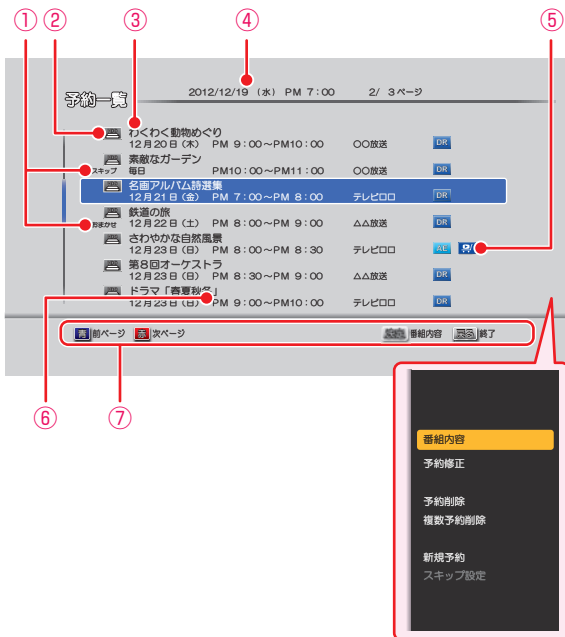 ① ② ③ ④ ⑤
予約一覧 2012/12/19 (水) PM 7:00 2/ 3ページ
わくわく動物めぐり
12月20日(木) PM 9:00~PM10:00 〇〇放送 DR
素敵なガーデン
スキップ 毎日 PM10:00~PM11:00 〇〇放送 DR
名画アルバム詩選集
12月21日(金) PM 7:00~PM 8:00 テレビロロ DR
鉄道の旅
おまかせ 12月22日(土) PM 8:00~PM 9:00 △△放送 DR
さわやかな自然風景
12月23日(日) PM 8:00~PM 8:30 テレビロロ AE
第8回オーケストラ
12月23日(日) PM 8:30~PM 9:00 △△放送 DR
ドラマ「春夏秋冬」
12月23日(日) PM 9:00~PM10:00 テレビロロ DR
青 前ページ 赤 次ページ 番組内容 戻る 終了
⑥ ⑦
番組内容
予約修正
予約削除
複数予約削除
新規予約
スキップ設定